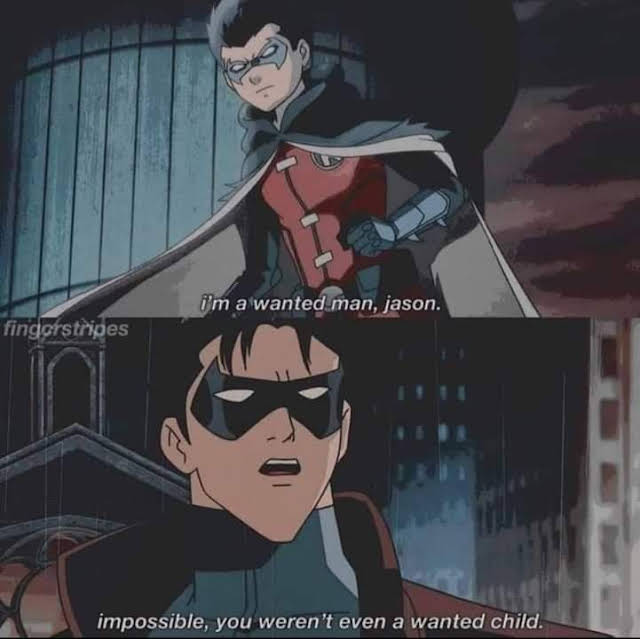 i'm a wanted man, jason.
fingerstripes
impossible, you weren't even a wanted child.